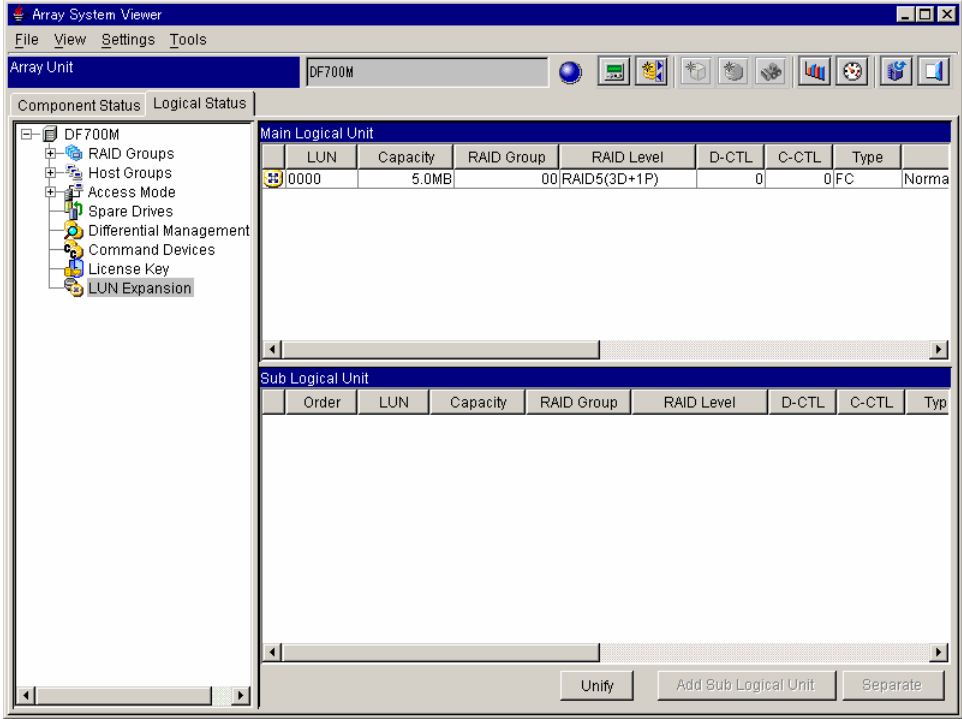 Array System Viewer
File View Settings Tools
Array Unit DF700M
Component Status Logical Status
DF700M
RAID Groups
Host Groups
Access Mode
Spare Drives
Differential Management
Command Devices
License Key
LUN Expansion
Main Logical Unit
LUN Capacity RAID Group RAID Level D-CTL C-CTL Type
0000 5.0MB 00 RAID5(3D+1P) 0 0 FC Norma
Sub Logical Unit
Order LUN Capacity RAID Group RAID Level D-CTL C-CTL Typ
Unify Add Sub Logical Unit Separate